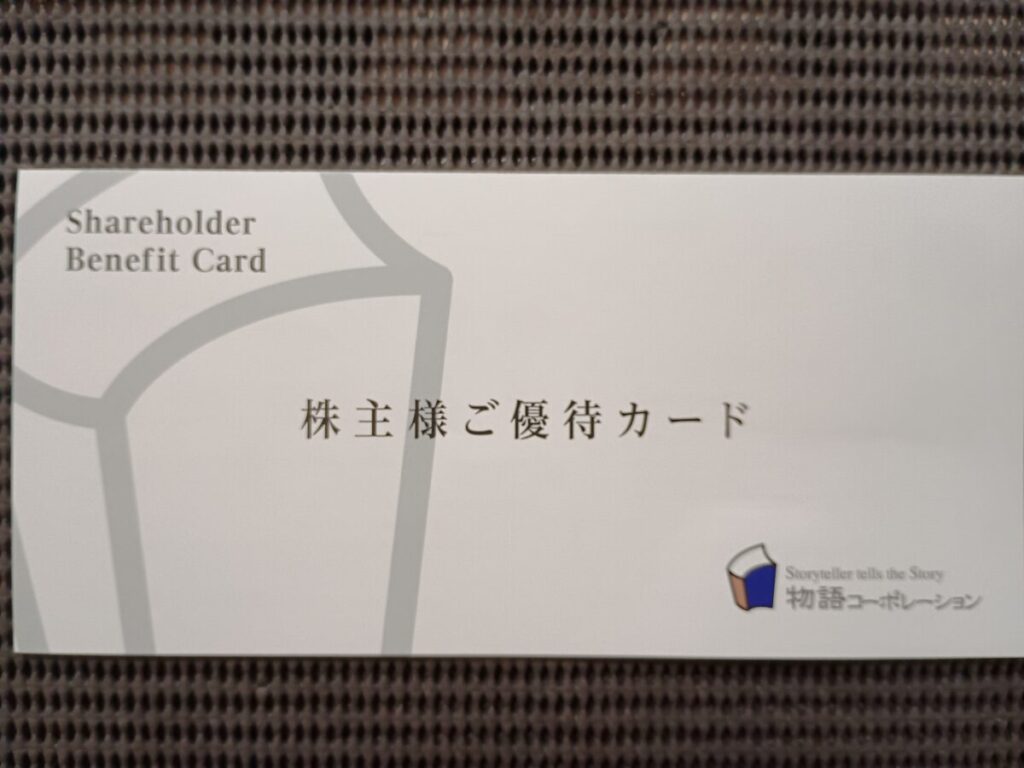 Shareholder
Benefit Card
株主様ご優待カード
Storyteller tells the Story
物語コーポレーション